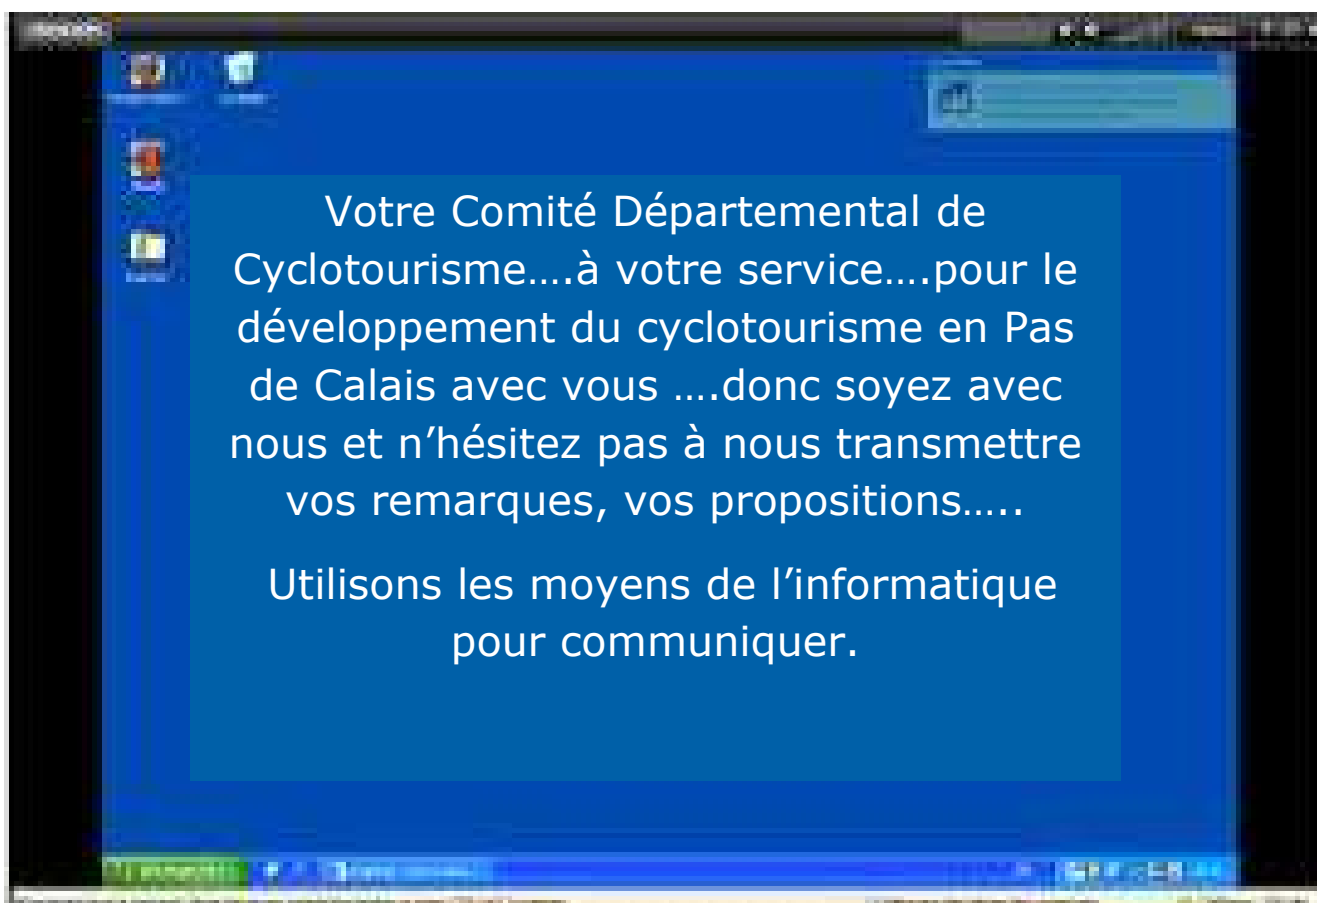 Votre Comité Départemental de
Cyclotourisme….à votre service….pour le
développement du cyclotourisme en Pas
de Calais avec vous ….donc soyez avec
nous et n’hésitez pas à nous transmettre
vos remarques, vos propositions…..
Utilisons les moyens de l’informatique
pour communiquer.